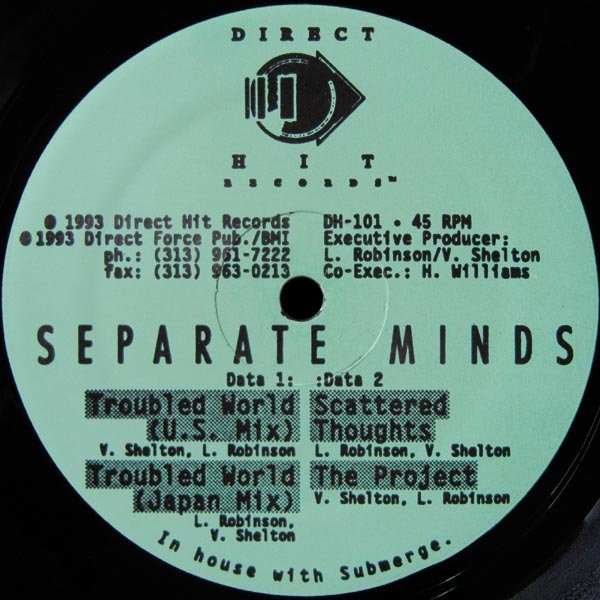 DIRECT
HIT
RECORDS™
℗ 1993 Direct Hit Records
©1993 Direct Force Pub./BMI
ph.: (313) 961-7222
fax: (313) 963-0213
DH-101 • 45 RPM
Executive Producer:
L. Robinson/V. Shelton
Co-Exec.: H. Williams
SEPARATE MINDS
Data 1:
Troubled World
(U.S. Mix)
V. Shelton, L. Robinson
Troubled World
(Japan Mix)
L. Robinson,
V. Shelton
:Data 2
Scattered
Thoughts
L. Robinson, V. Shelton
The Project
V. Shelton, L. Robinson
In house with Submerge.